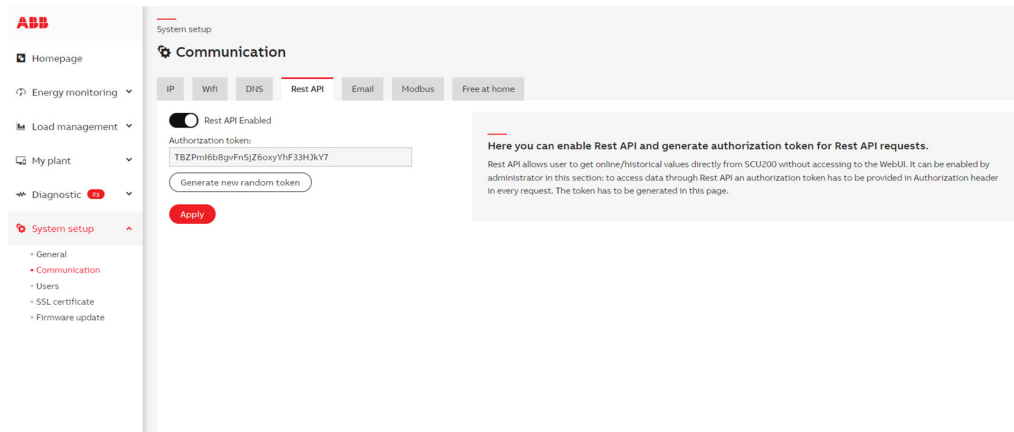 ABB
Homepage
Energy monitoring
Load management
My plant
Diagnostic 23
System setup
General
Communication
Users
SSL certificate
Firmware update
System setup
Communication
IP Wifi DNS Rest API Email Modbus Free at home
Rest API Enabled
Authorization token:
TBZPmI6b8gvFnSjZ6oxyYhF33HJkY7
Generate new random token
Apply
Here you can enable Rest API and generate authorization token for Rest API requests.
Rest API allows user to get online/historical values directly from SCU200 without accessing to the WebUI. It can be enabled by
administrator in this section: to access data through Rest API an authorization token has to be provided in Authorization header
in every request. The token has to be generated in this page.